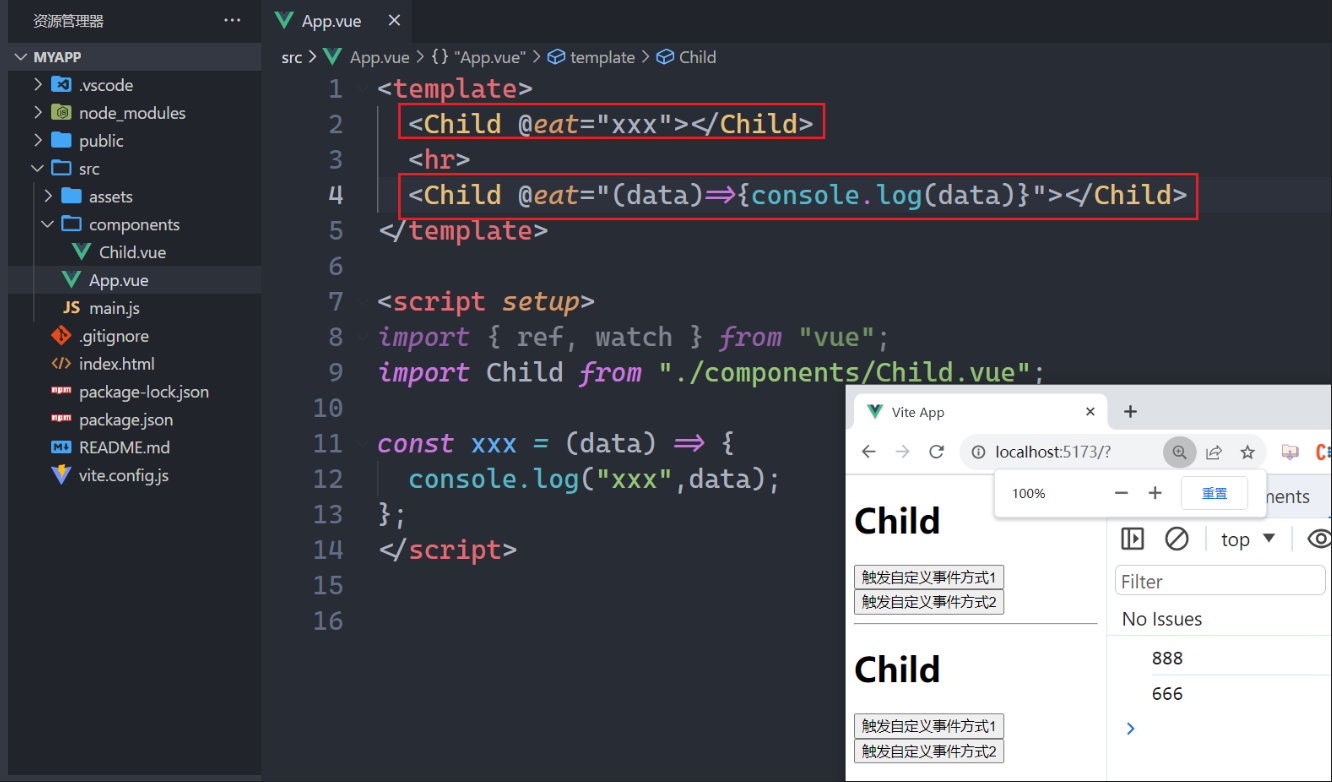 资源管理器 ···
MYAPP
.vscode
node_modules
public
src
assets
components
Child.vue
App.vue
JS main.js
.gitignore
index.html
package-lock.json
package.json
README.md
vite.config.js
App.vue
src > App.vue > {} "App.vue" > template > Child
1 <template>
2 <Child @eat="xxx"></Child>
3 <hr>
4 <Child @eat="(data)=>{console.log(data)}"></Child>
5 </template>
6
7 <script setup>
8 import { ref, watch } from "vue";
9 import Child from "./components/Child.vue";
10
11 const xxx = (data) => {
12 console.log("xxx",data);
13 };
14 </script>
15
16
Vite App
localhost:5173/?
100% − + 重置
ments
Child
触发自定义事件方式1
触发自定义事件方式2
Child
触发自定义事件方式1
触发自定义事件方式2
top
Filter
No Issues
888
666